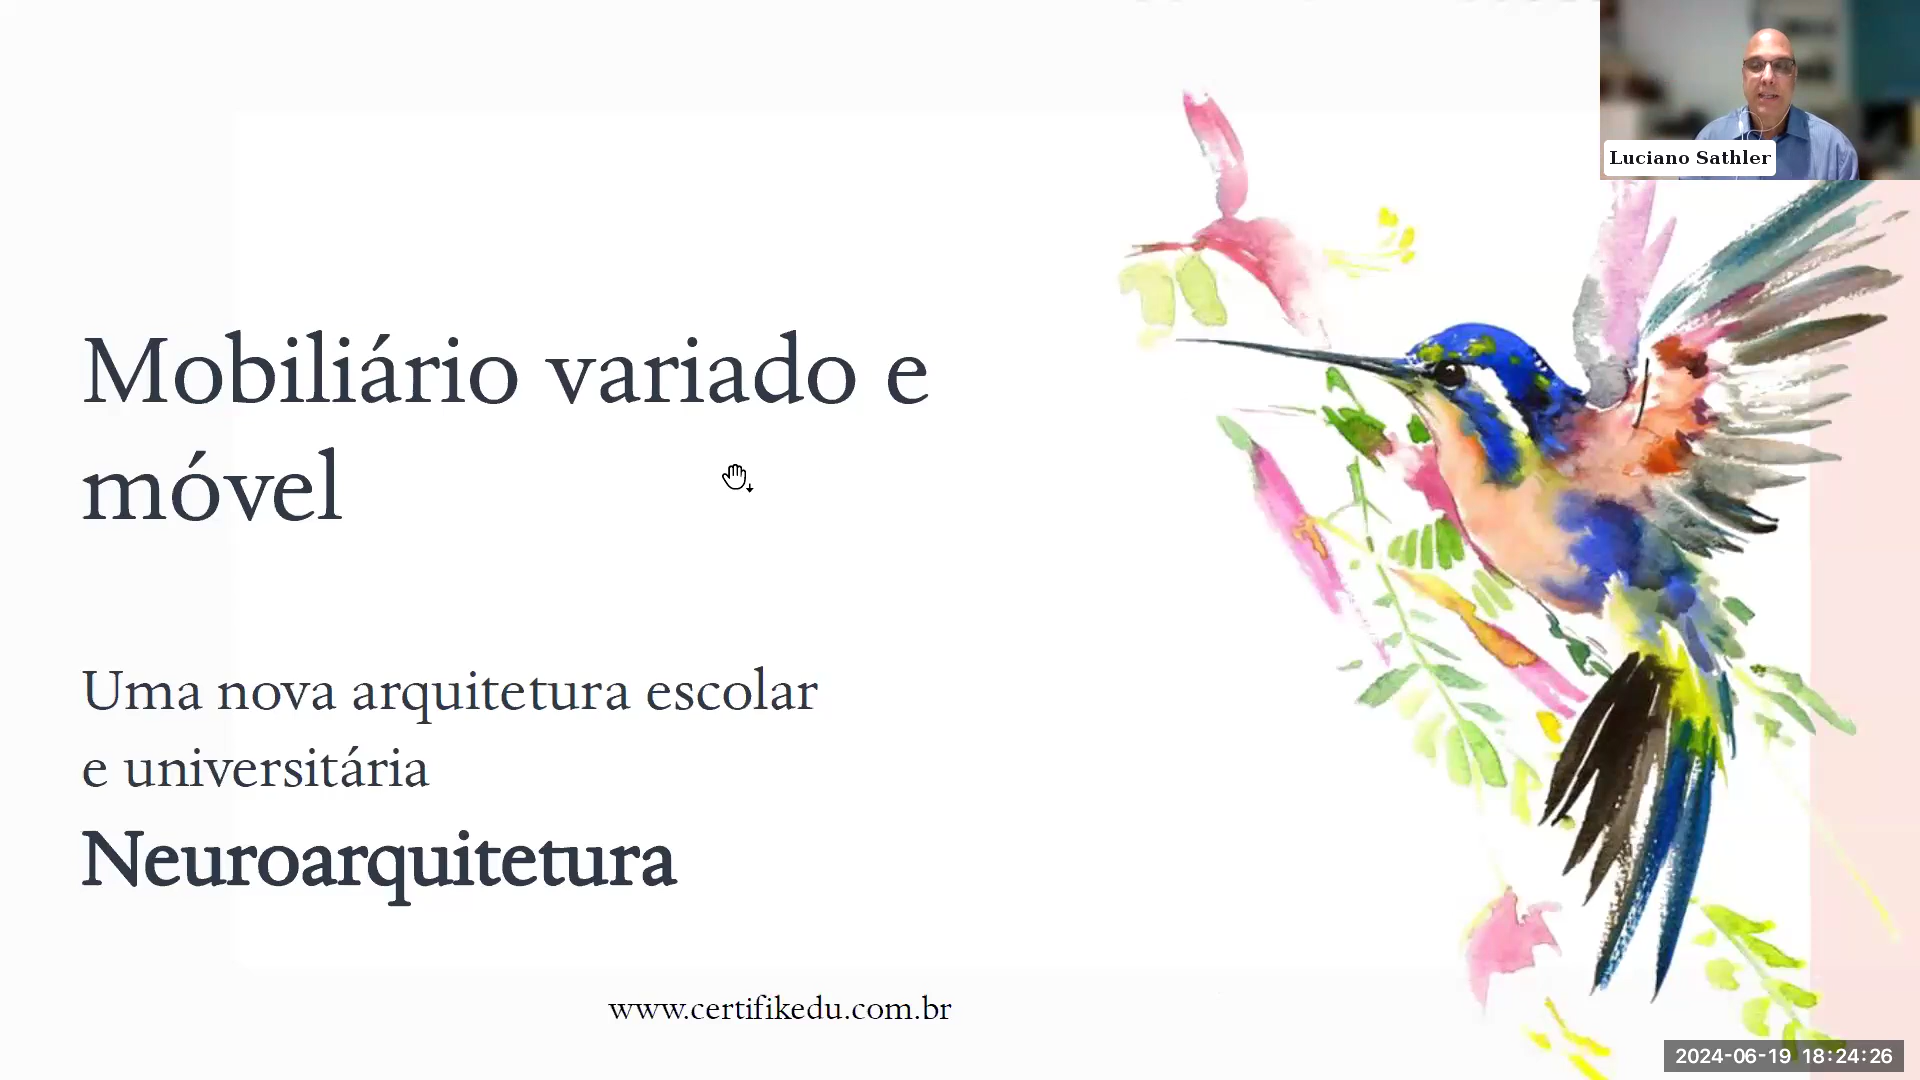 Luciano Sathler
Mobiliário variado e
móvel
Uma nova arquitetura escolar
e universitária
Neuroarquitetura
www.certifikedu.com.br
2024-06-19 18:24:26